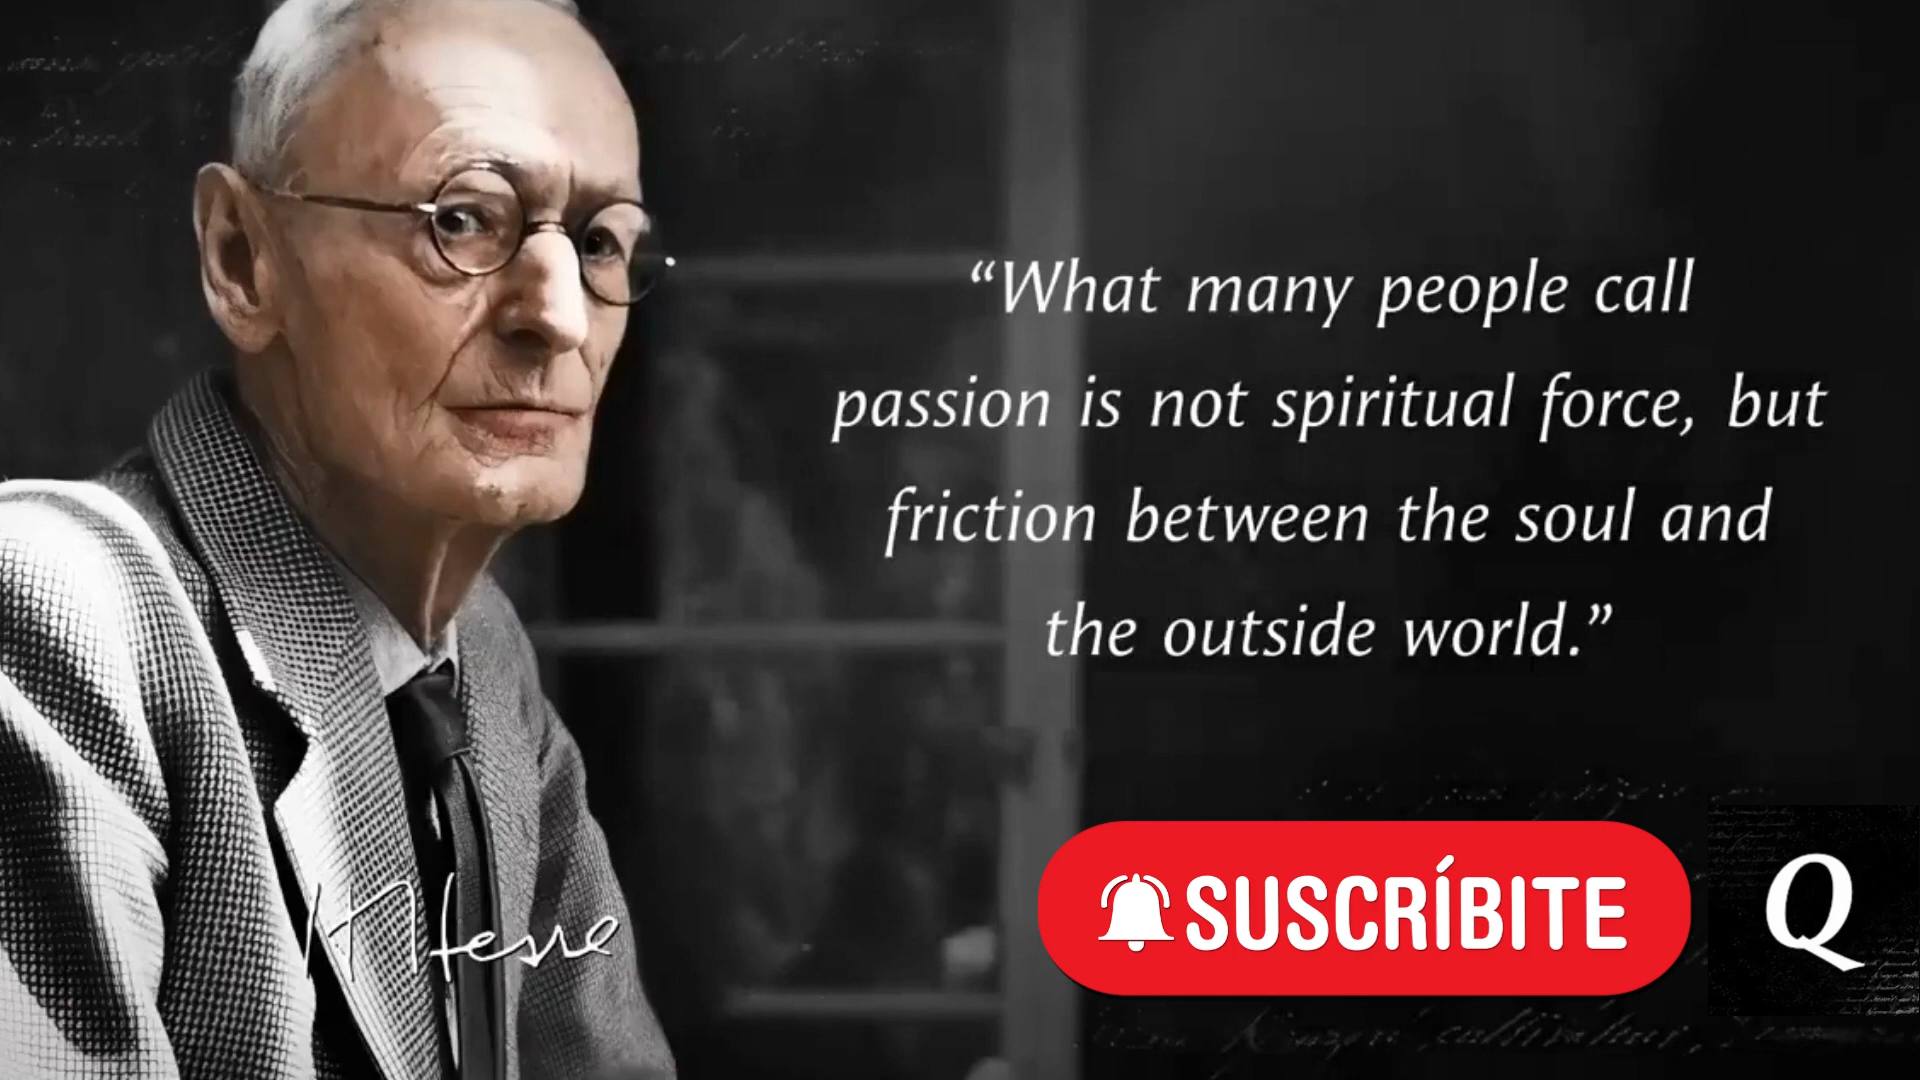 “What many people call
passion is not spiritual force, but
friction between the soul and
the outside world.”
HHesse
SUSCRÍBITE
Q